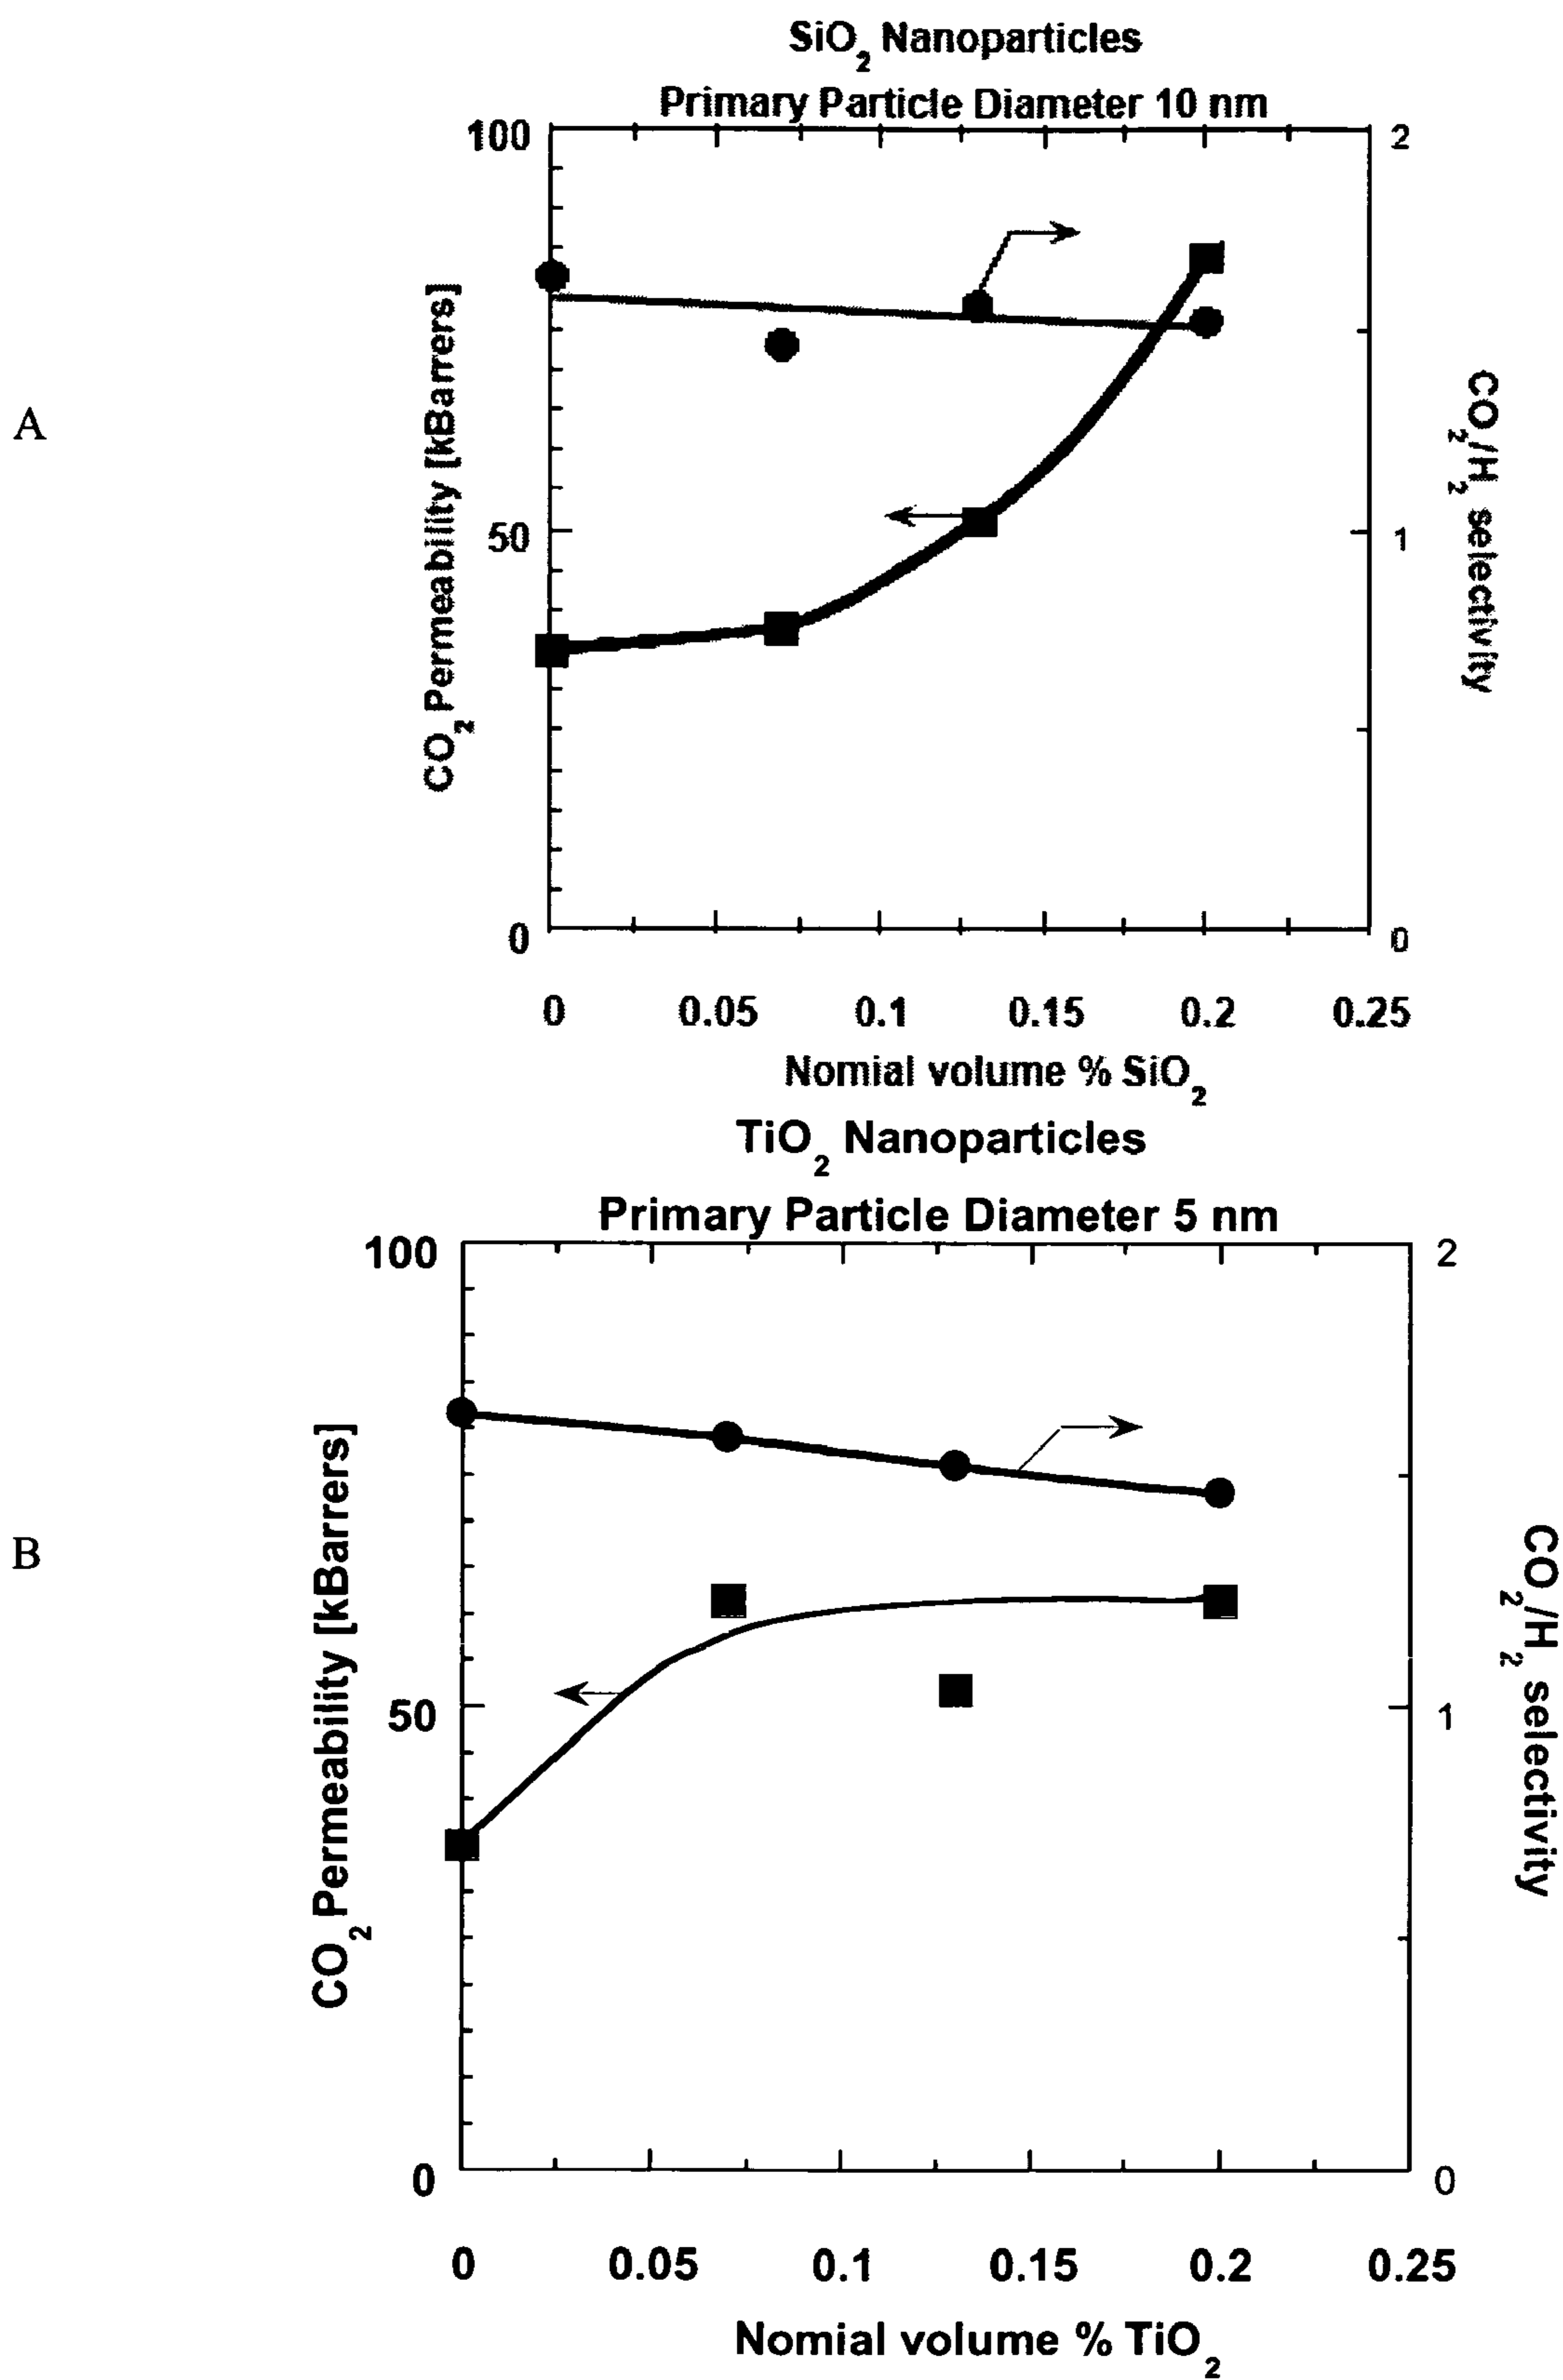 SiO2 Nanoparticles
Primary Particle Diameter 10 nm
100
2
A
CO2 Permeability [kBarrers]
CO2/H2 selectivity
50
1
0
0
0 0.05 0.1 0.15 0.2 0.25
Nomial volume % SiO2
TiO2 Nanoparticles
Primary Particle Diameter 5 nm
100
2
B
CO2 Permeability [kBarrers]
CO2/H2 selectivity
50
1
0
0
0 0.05 0.1 0.15 0.2 0.25
Nomial volume % TiO2